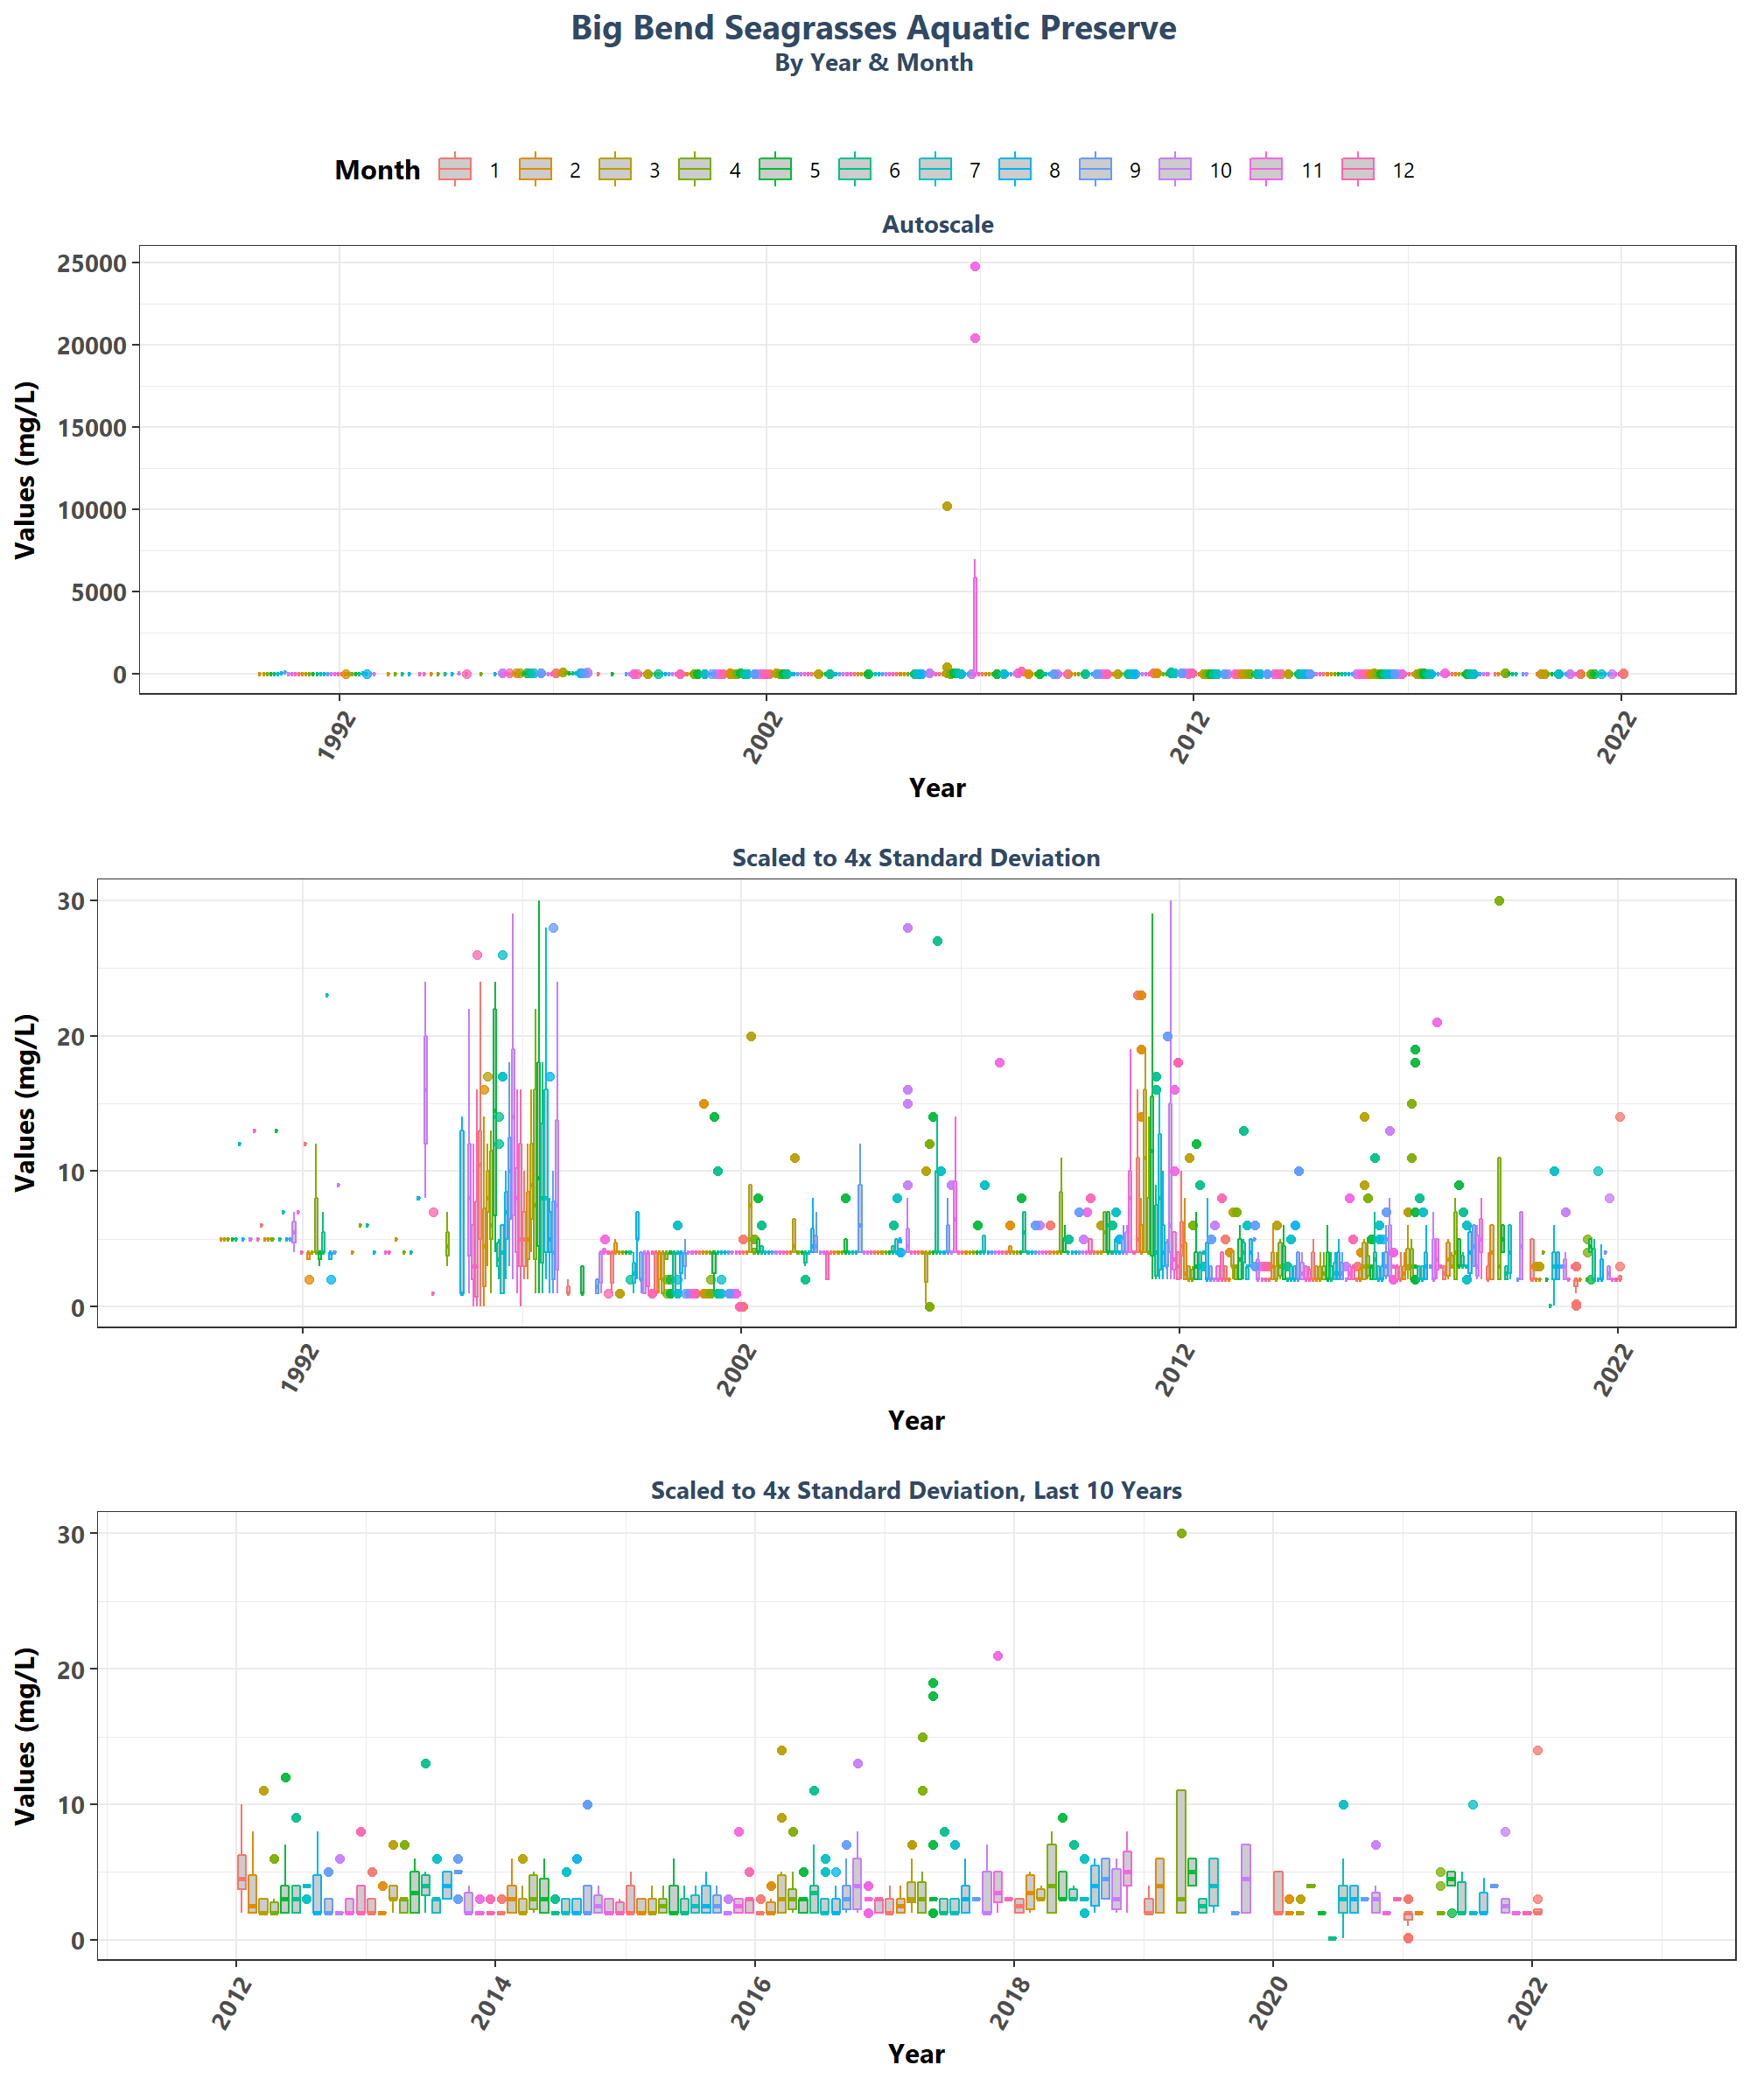 Big Bend Seagrasses Aquatic Preserve
By Year & Month
Month 1 2 3 4 5 6 7 8 9 10 11 12
Autoscale
Values (mg/L)
25000
20000
15000
10000
5000
0
1992 2002 2012 2022
Year
Scaled to 4x Standard Deviation
Values (mg/L)
30
20
10
0
1992 2002 2012 2022
Year
Scaled to 4x Standard Deviation, Last 10 Years
Values (mg/L)
30
20
10
0
2012 2014 2016 2018 2020 2022
Year